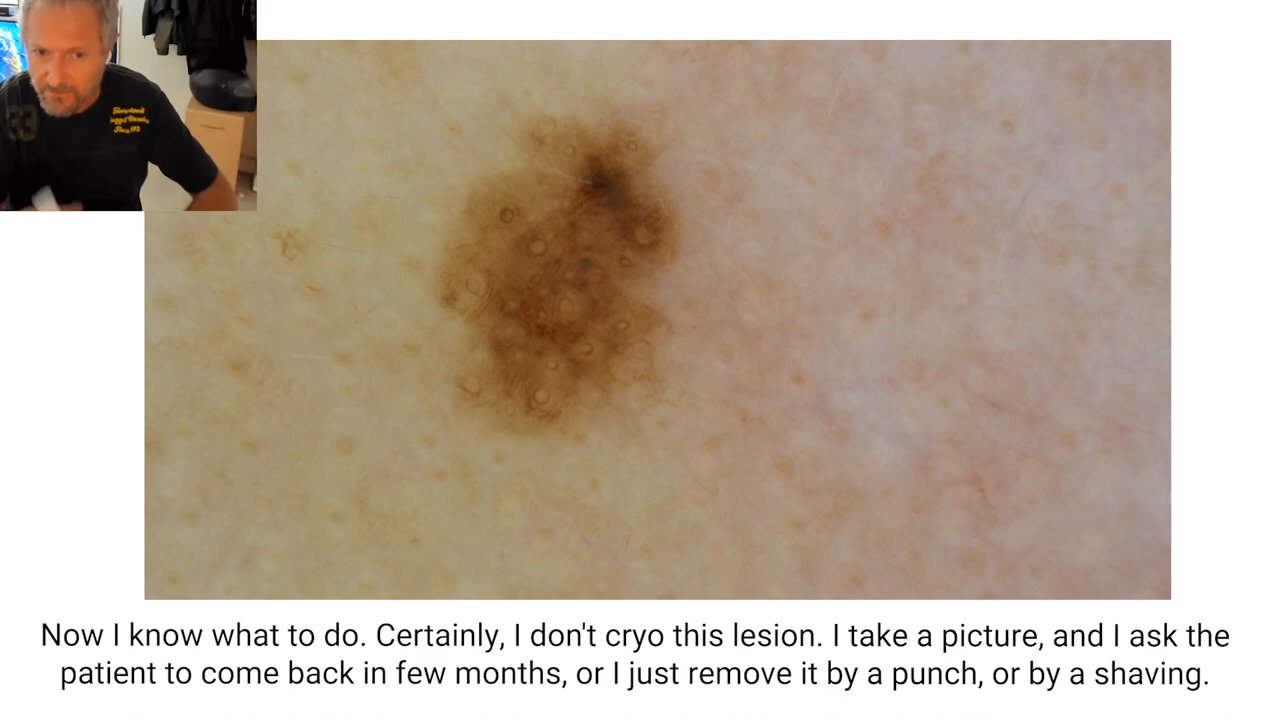 Now I know what to do. Certainly, I don't cryo this lesion. I take a picture, and I ask the
patient to come back in few months, or I just remove it by a punch, or by a shaving.